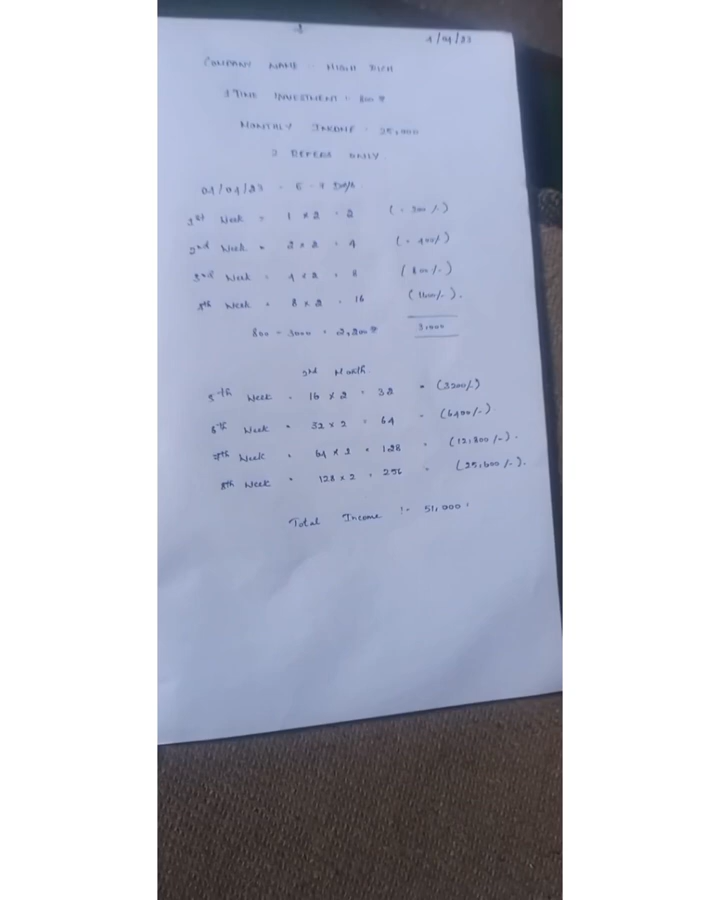 1/04/23
COMPANY NAME : HIGH RICH
1 TIME INVESTMENT : 800 ₹
MONTHLY INCOME : 25,000
2 REFERR ONLY
01/04/23 - 6 - 7 Days
1st Week = 1 x 2 = 2 ( - 200 /-)
2nd Week = 2 x 2 = 4 ( - 400/-)
3rd Week = 4 x 2 = 8 ( 800/-)
4th Week = 8 x 2 = 16 (1600/-).
800 - 3000 = 2,200 ₹ 3,000
2nd Month
5th Week = 16 x 2 = 32 = (3200/-)
6th Week = 32 x 2 = 64 = (6400/-)
7th Week = 64 x 2 = 128 = (12,800 /-).
8th Week = 128 x 2 = 256 = (25,600 /-).
Total Income :- 51,000